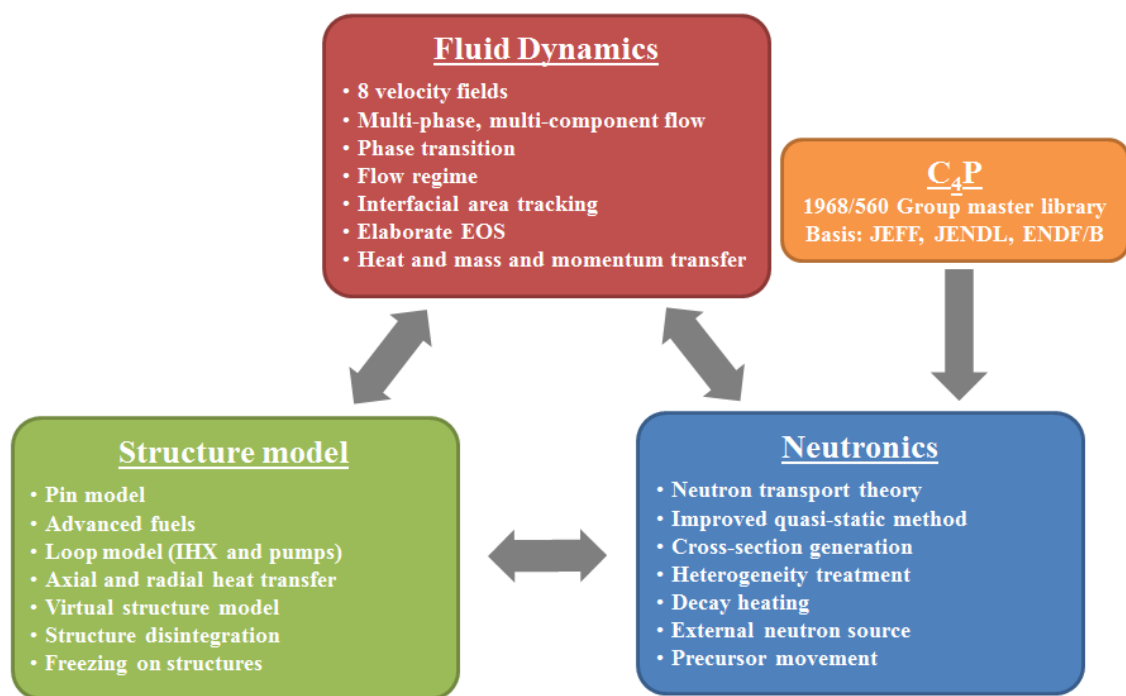 Fluid Dynamics
• 8 velocity fields
• Multi-phase, multi-component flow
• Phase transition
• Flow regime
• Interfacial area tracking
• Elaborate EOS
• Heat and mass and momentum transfer
C₄P
1968/560 Group master library
Basis: JEFF, JENDL, ENDF/B
Structure model
• Pin model
• Advanced fuels
• Loop model (IHX and pumps)
• Axial and radial heat transfer
• Virtual structure model
• Structure disintegration
• Freezing on structures
Neutronics
• Neutron transport theory
• Improved quasi-static method
• Cross-section generation
• Heterogeneity treatment
• Decay heating
• External neutron source
• Precursor movement